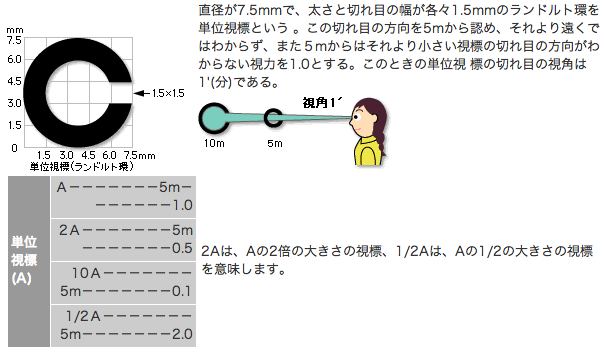 直径が7.5mmで、太さと切れ目の幅が各々1.5mmのランドルト環を
単位視標という 。この切れ目の方向を5mから認め、それより遠くで
はわからず、また５mからはそれより小さい視標の切れ目の方向がわ
からない視力を1.0とする。このときの単位視 標の切れ目の視角は
1'(分)である。
mm
7.5
6.0
4.5
3.0
1.5
0
1.5×1.5
1.5 3.0 4.5 6.0 7.5mm
単位視標(ランドルト環)
視角1′
10m
5m
単位
視標
(A)
A－－－－－－－5m－
－－－－－－1.0
2A－－－－－－－5m
－－－－－－－0.5
10A－－－－－－－
5m－－－－－－－0.1
1/2A－－－－－－－
5m－－－－－－－2.0
2Aは、Aの2倍の大きさの視標、1/2Aは、Aの1/2の大きさの視標
を意味します。